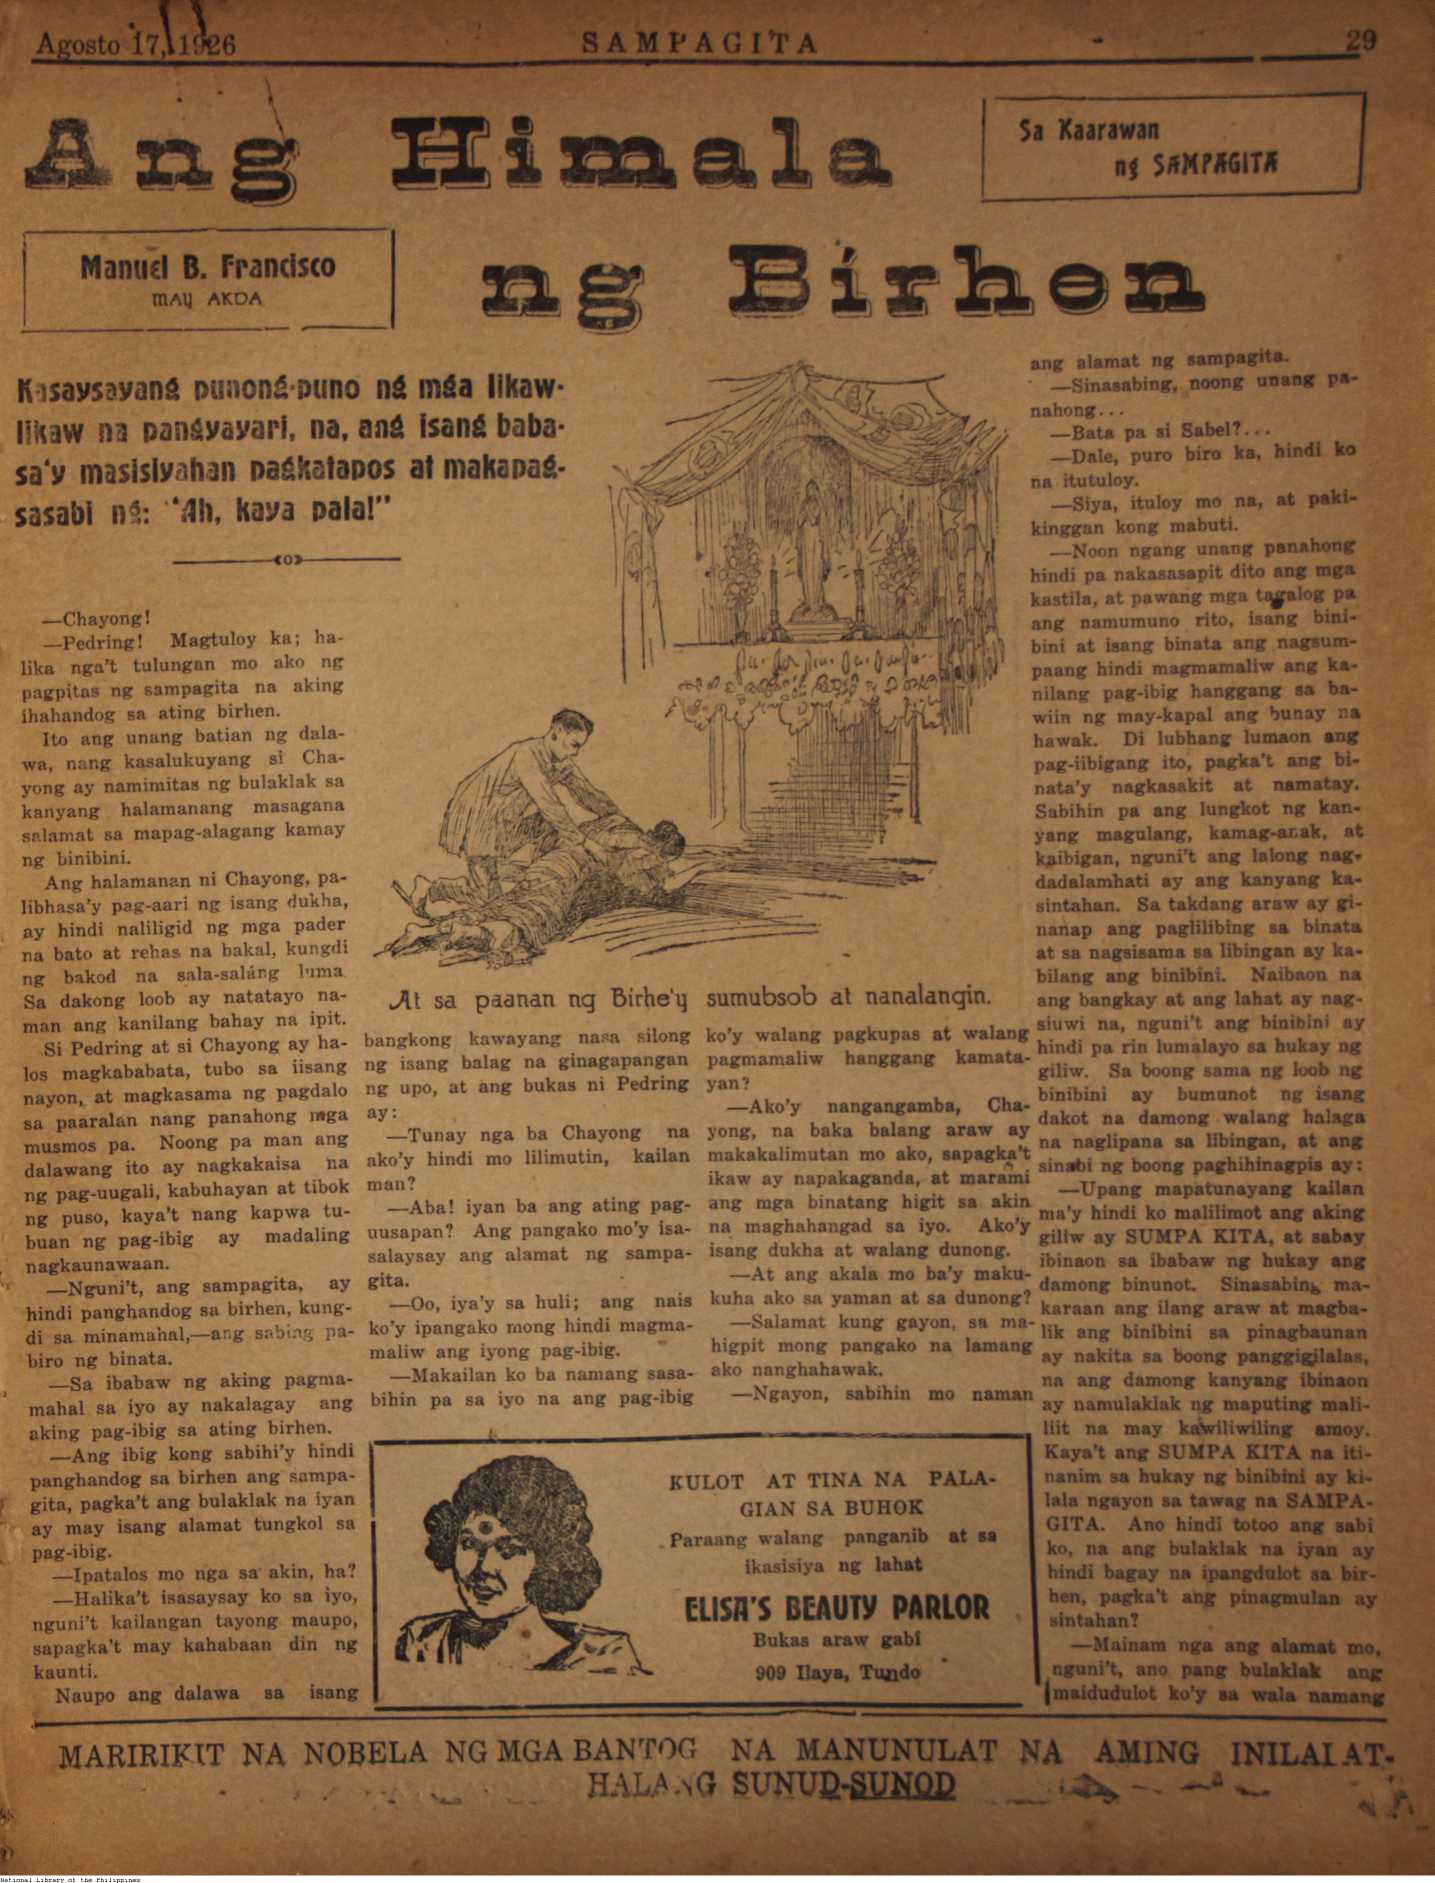 Agosto 17, 1926
SAMPAGITA
29
Ang Himala
ng Birhen
Sa Kaarawan
ng SAMPAGITA
Manuel B. Francisco
MAY AKDA
Kasaysayang punong-puno ng mga likaw-
likaw na pangyayari, na, ang isang baba-
sa'y masisiyahan pagkatapos at makapag-
sasabi ng: "Ah, kaya pala!"
—Chayong!
—Pedring! Magtuloy ka; ha-
lika nga't tulungan mo ako ng
pagpitas ng sampagita na aking
ihahandog sa ating birhen.
Ito ang unang batian ng dala-
wa, nang kasalukuyang si Cha-
yong ay namimitas ng bulaklak sa
kanyang halamanang masagana
salamat sa mapag-alagang kamay
ng binibini.
Ang halamanan ni Chayong, pa-
libhasa'y pag-aari ng isang dukha,
ay hindi naliligid ng mga pader
na bato at rehas na bakal, kungdi
ng bakod na sala-saláng luma
Sa dakong loob ay natatayo na-
man ang kanilang bahay na ipit.
Si Pedring at si Chayong ay ha-
los magkababata, tubo sa iisang
nayon, at magkasama ng pagdalo
sa paaralan nang panahong mga
musmos pa. Noong pa man ang
dalawang ito ay nagkakaisa na
ng pag-uugali, kabuhayan at tibok
ng puso, kaya't nang kapwa tu-
buan ng pag-ibig ay madaling
nagkaunawaan.
—Nguni't, ang sampagita, ay
hindi panghandog sa birhen, kung-
di sa minamahal,—ang sabing pa-
biro ng binata.
—Sa ibabaw ng aking pagma-
mahal sa iyo ay nakalagay ang
aking pag-ibig sa ating birhen.
—Ang ibig kong sabihi'y hindi
panghandog sa birhen ang sampa-
gita, pagka't ang bulaklak na iyan
ay may isang alamat tungkol sa
pag-ibig.
—Ipatalos mo nga sa akin, ha?
—Halika't isasaysay ko sa iyo,
nguni't kailangan tayong maupo,
sapagka't may kahabaan din ng
kaunti.
Naupo ang dalawa sa isang
At sa paanan ng Birhe'y sumubsob at nanalangin.
bangkong kawayang nasa silong
ng isang balag na ginagapangan
ng upo, at ang bukas ni Pedring
ay:
—Tunay nga ba Chayong na
ako'y hindi mo lilimutin, kailan
man?
—Aba! iyan ba ang ating pag-
uusapan? Ang pangako mo'y isa-
salaysay ang alamat ng sampa-
gita.
—Oo, iya'y sa huli; ang nais
ko'y ipangako mong hindi magma-
maliw ang iyong pag-ibig.
—Makailan ko ba namang sasa-
bihin pa sa iyo na ang pag-ibig
ko'y walang pagkupas at walang
pagmamaliw hanggang kamata-
yan?
—Ako'y nangangamba, Cha-
yong, na baka balang araw ay
makakalimutan mo ako, sapagka't
ikaw ay napakaganda, at marami
ang mga binatang higit sa akin
na maghahangad sa iyo. Ako'y
isang dukha at walang dunong.
—At ang akala mo ba'y maku-
kuha ako sa yaman at sa dunong?
—Salamat kung gayon, sa ma-
higpit mong pangako na lamang
ako nanghahawak.
—Ngayon, sabihin mo naman
ang alamat ng sampagita.
—Sinasabing, noong unang pa-
nahong...
—Bata pa si Sabel?...
—Dale, puro biro ka, hindi ko
na itutuloy.
—Siya, ituloy mo na, at paki-
kinggan kong mabuti.
—Noon ngang unang panahong
hindi pa nakasasapit dito ang mga
kastila, at pawang mga tagalog pa
ang namumuno rito, isang bini-
bini at isang binata ang nagsum-
paang hindi magmamaliw ang ka-
nilang pag-ibig hanggang sa ba-
wiin ng may-kapal ang bunay na
hawak. Di lubhang lumaon ang
pag-iibigang ito, pagka't ang bi-
nata'y nagkasakit at namatay.
Sabihin pa ang lungkot ng kan-
yang magulang, kamag-anak, at
kaibigan, nguni't ang lalong nag-
dadalamhati ay ang kanyang ka-
sintahan. Sa takdang araw ay gi-
nanap ang paglilibing sa binata
at sa nagsisama sa libingan ay ka-
bilang ang binibini. Naibaon na
ang bangkay at ang lahat ay nag-
siuwi na, nguni't ang binibini ay
hindi pa rin lumalayo sa hukay ng
giliw. Sa boong sama ng loob ng
binibini ay bumunot ng isang
dakot na damong walang halaga
na naglipana sa libingan, at ang
sinabi ng boong paghihinagpis ay:
—Upang mapatunayang kailan
ma'y hindi ko malilimot ang aking
giliw ay SUMPA KITA, at sabay
ibinaon sa ibabaw ng hukay ang
damong binunot. Sinasabing ma-
karaan ang ilang araw at magba-
lik ang binibini sa pinagbaunan
ay nakita sa boong panggigilalas,
na ang damong kanyang ibinaon
ay namulaklak ng maputing mali-
liit na may kawiliwiling amoy.
Kaya't ang SUMPA KITA na iti-
nanim sa hukay ng binibini ay ki-
lala ngayon sa tawag na SAMPA-
GITA. Ano hindi totoo ang sabi
ko, na ang bulaklak na iyan ay
hindi bagay na ipangdulot sa bir-
hen, pagka't ang pinagmulan ay
sintahan?
—Mainam nga ang alamat mo,
nguni't, ano pang bulaklak ang
maidudulot ko'y sa wala namang
KULOT AT TINA NA PALA-
GIAN SA BUHOK
Paraang walang panganib at sa
ikasisiya ng lahat
ELISA'S BEAUTY PARLOR
Bukas araw gabi
909 Ilaya, Tundo
MARIRIKIT NA NOBELA NG MGA BANTOG NA MANUNULAT NA AMING INILALAT-
HALANG SUNUD-SUNOD
National Library of the Philippines